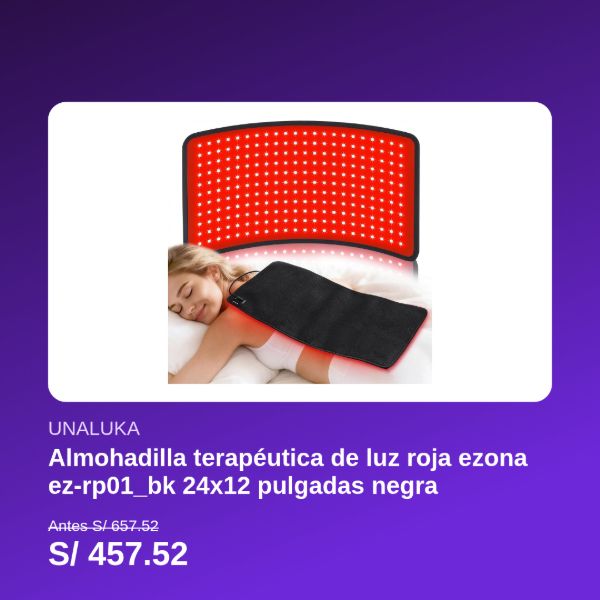 UNALUKA
Almohadilla terapéutica de luz roja ezona
ez-rp01_bk 24x12 pulgadas negra
Antes S/ 657.52
S/ 457.52